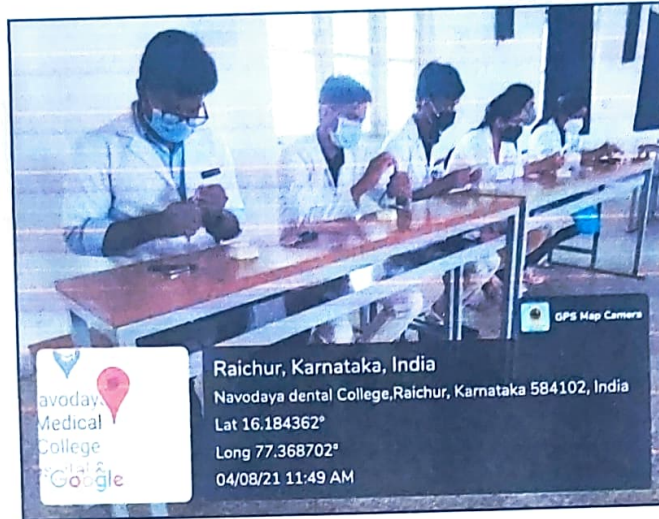 GPS Map Camera
Raichur, Karnataka, India
Navodaya dental College,Raichur, Karnataka 584102, India
Lat 16.184362°
Long 77.368702°
04/08/21 11:49 AM
avoday
Medical
College
Google